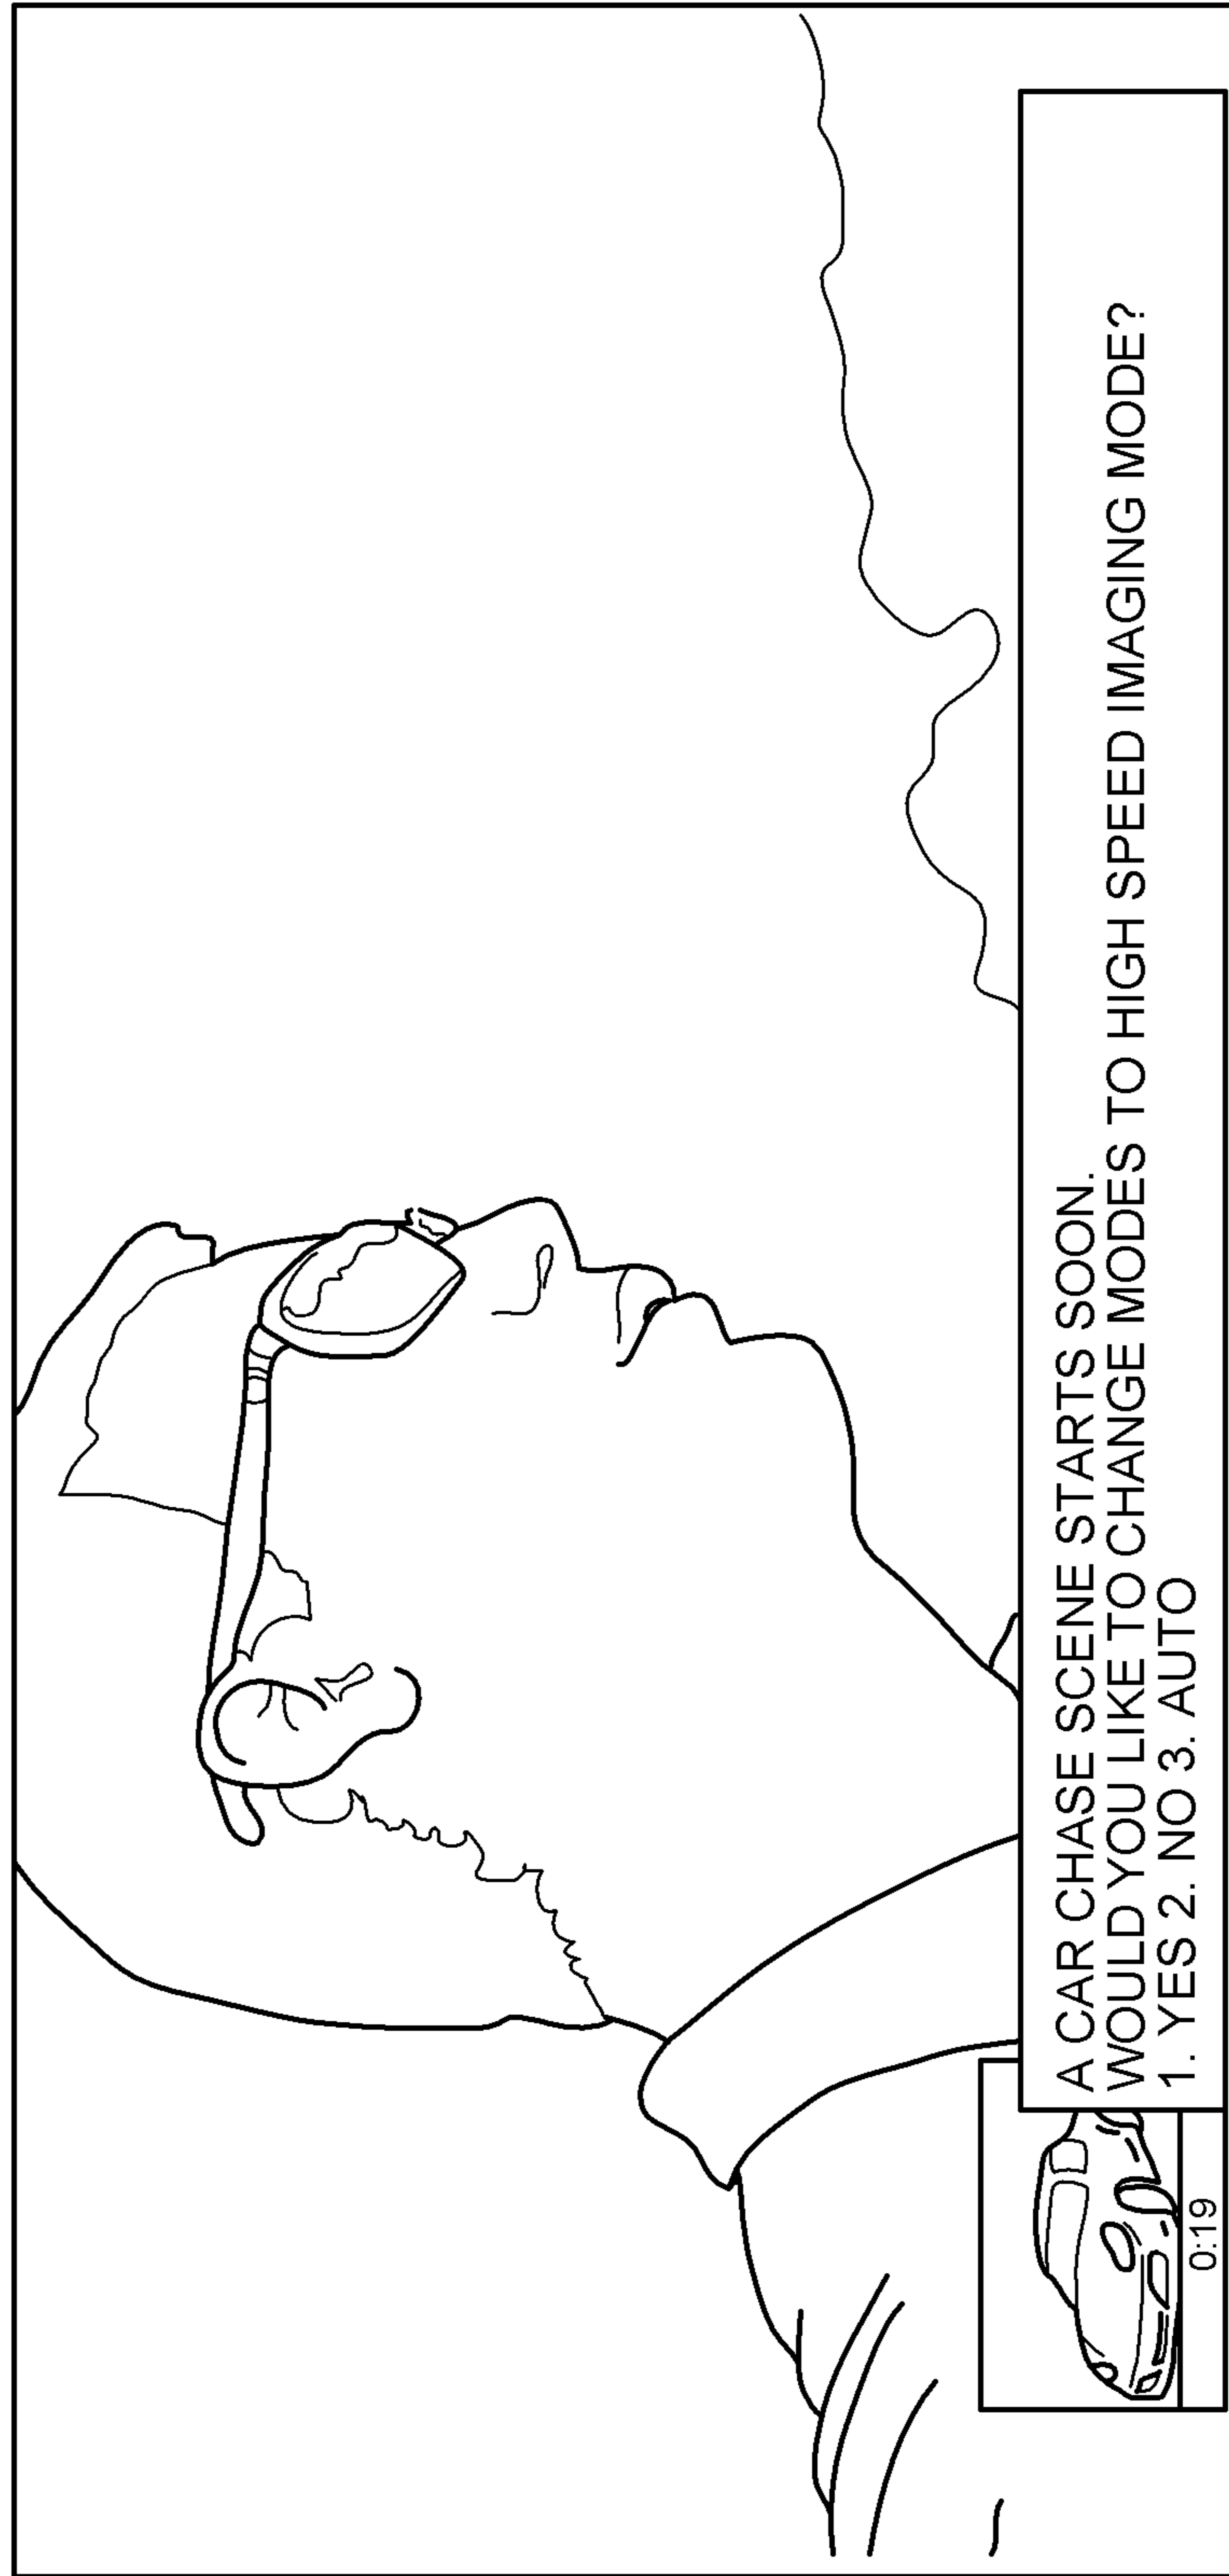 A CAR CHASE SCENE STARTS SOON.
WOULD YOU LIKE TO CHANGE MODES TO HIGH SPEED IMAGING MODE?
1. YES 2. NO 3. AUTO
0:19